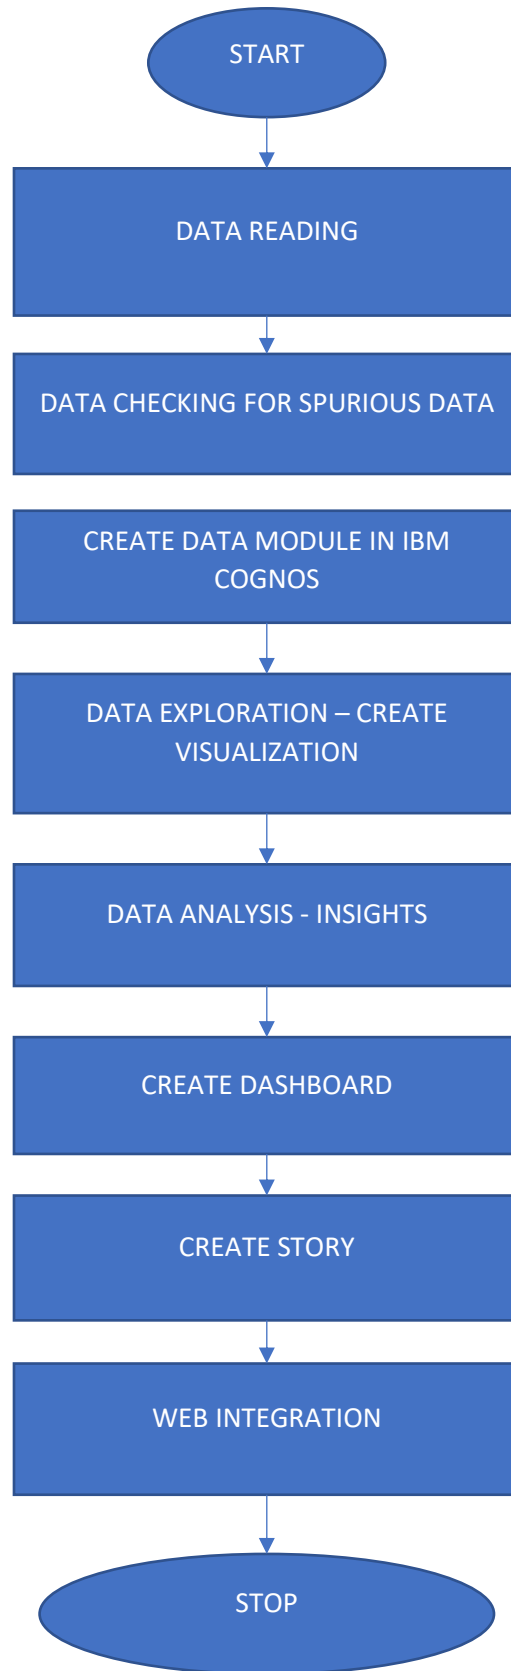 START
DATA READING
DATA CHECKING FOR SPURIOUS DATA
CREATE DATA MODULE IN IBM
COGNOS
DATA EXPLORATION – CREATE
VISUALIZATION
DATA ANALYSIS - INSIGHTS
CREATE DASHBOARD
CREATE STORY
WEB INTEGRATION
STOP